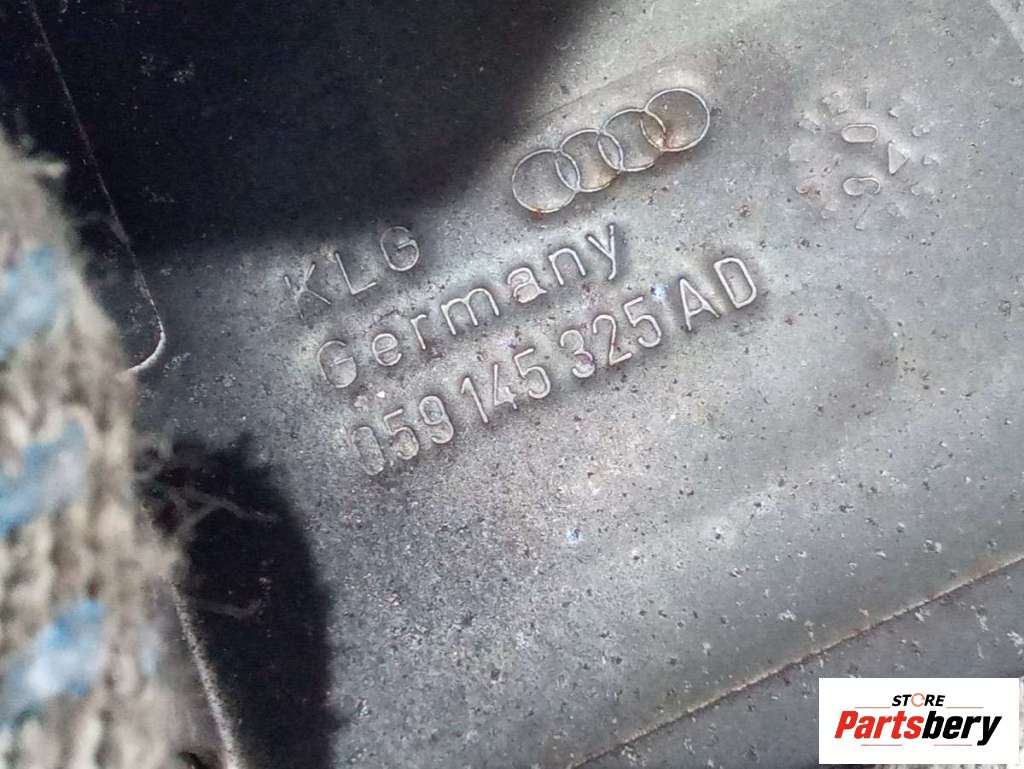 KLG
Germany
059 145 325 AD
STORE
Partsbery